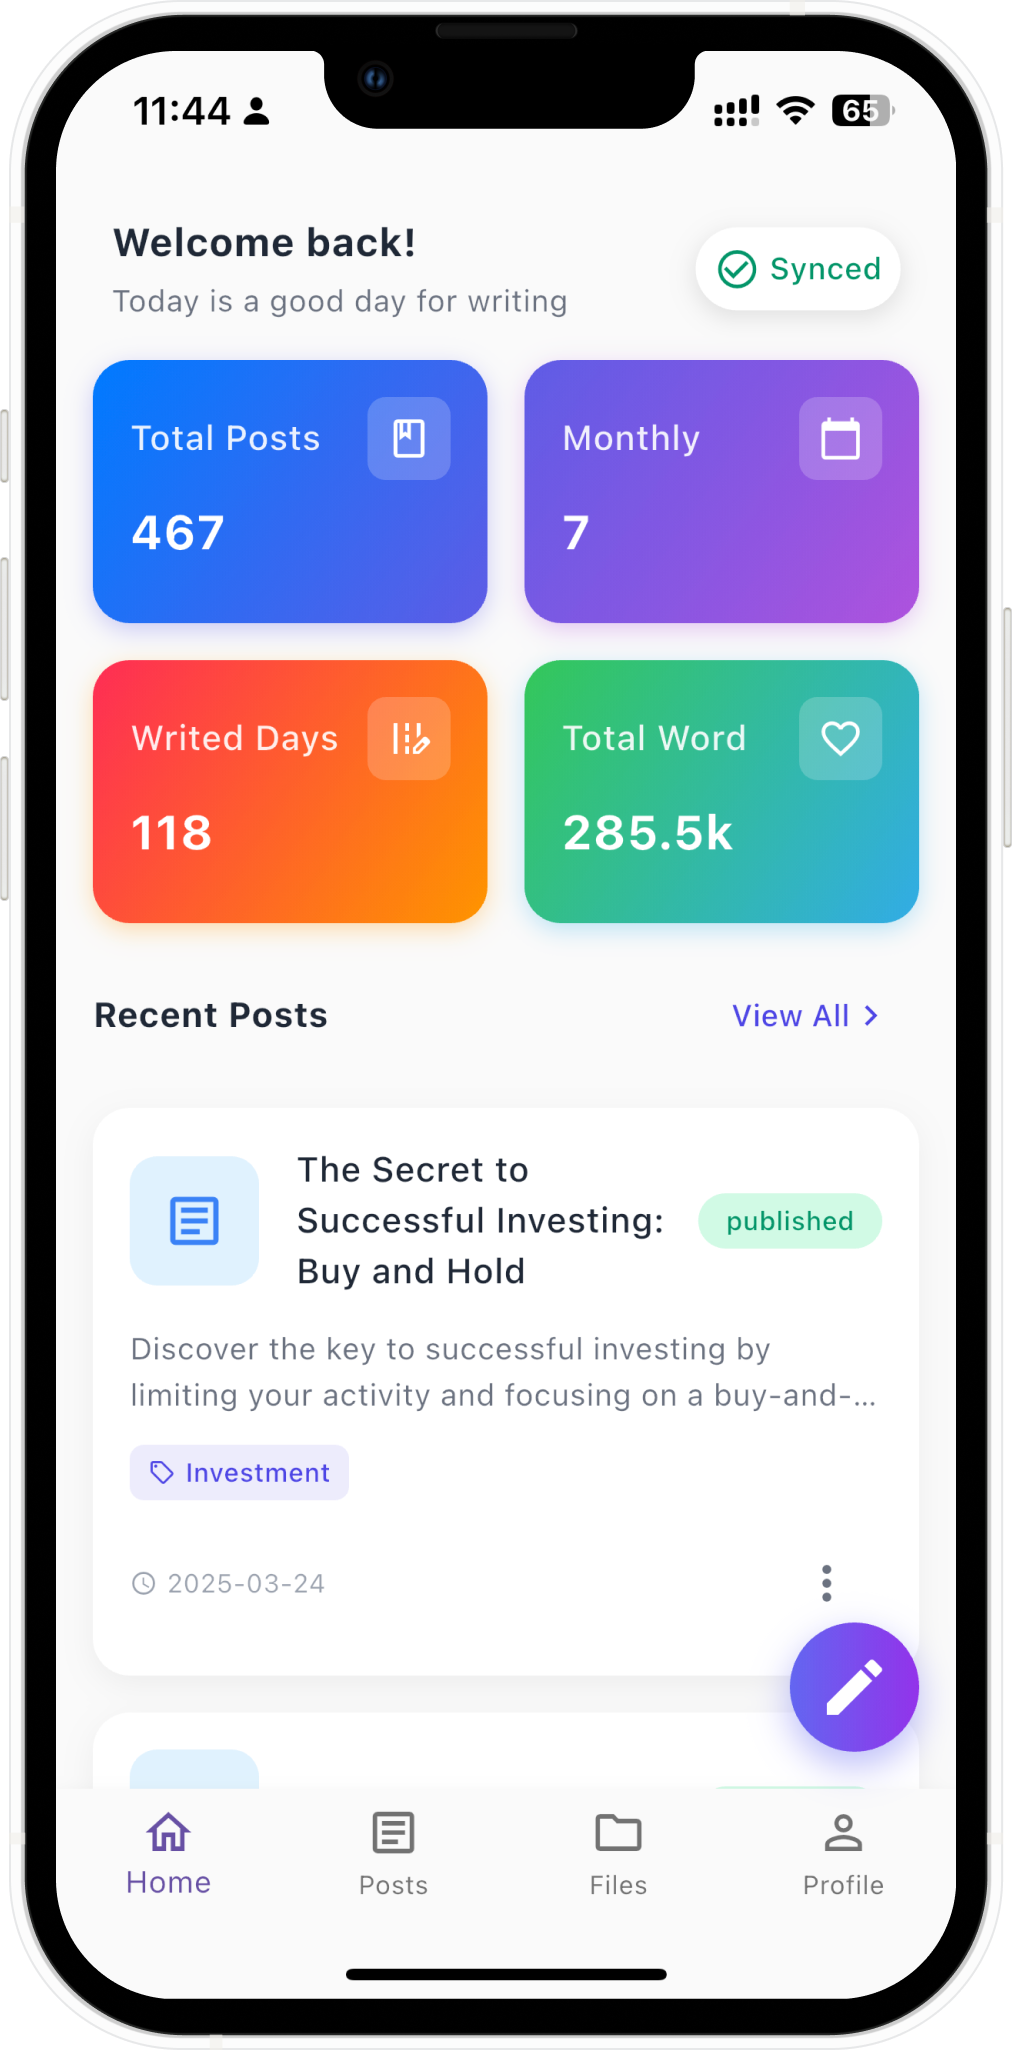 11:44
65
Welcome back!
Today is a good day for writing
Synced
Total Posts
467
Monthly
7
Writed Days
118
Total Word
285.5k
Recent Posts
View All
The Secret to
Successful Investing:
Buy and Hold
published
Discover the key to successful investing by
limiting your activity and focusing on a buy-and-...
Investment
2025-03-24
Home
Posts
Files
Profile